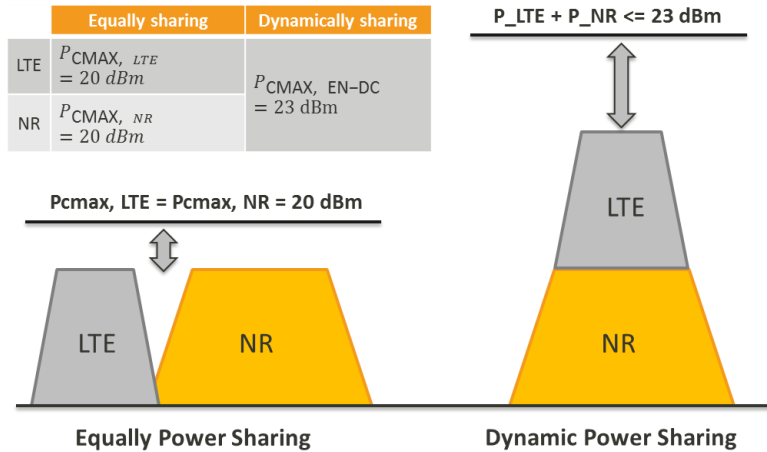 Equally sharing Dynamically sharing
LTE P_CMAX, LTE = 20 dBm
P_CMAX, EN−DC = 23 dBm
NR P_CMAX, NR = 20 dBm
P_LTE + P_NR <= 23 dBm
Pcmax, LTE = Pcmax, NR = 20 dBm
LTE
NR
LTE
NR
Equally Power Sharing
Dynamic Power Sharing